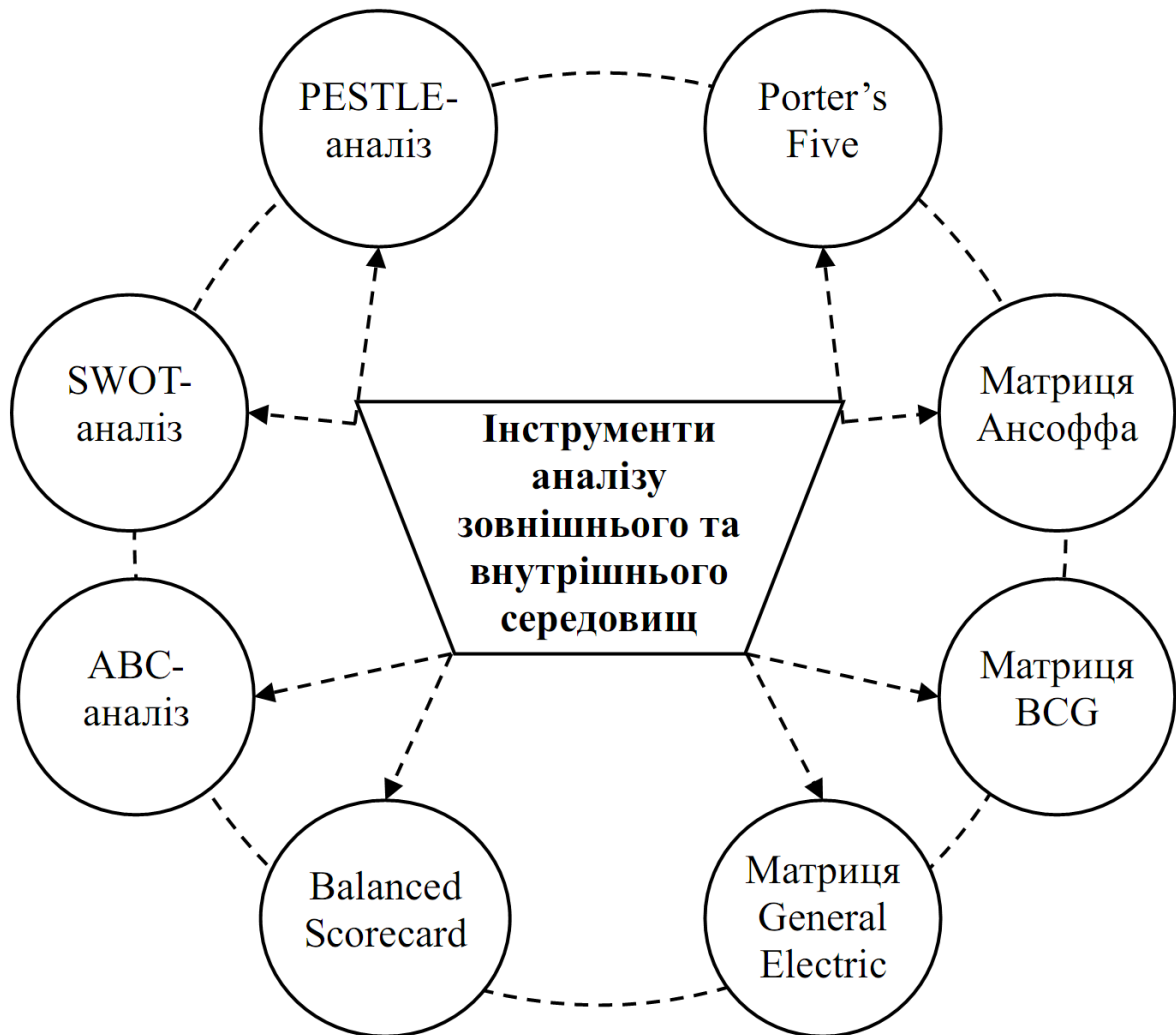 PESTLE-
аналіз
Porter’s
Five
SWOT-
аналіз
Інструменти
аналізу
зовнішнього та
внутрішнього
середовищ
Матриця
Ансоффа
ABC-
аналіз
Матриця
BCG
Balanced
Scorecard
Матриця
General
Electric